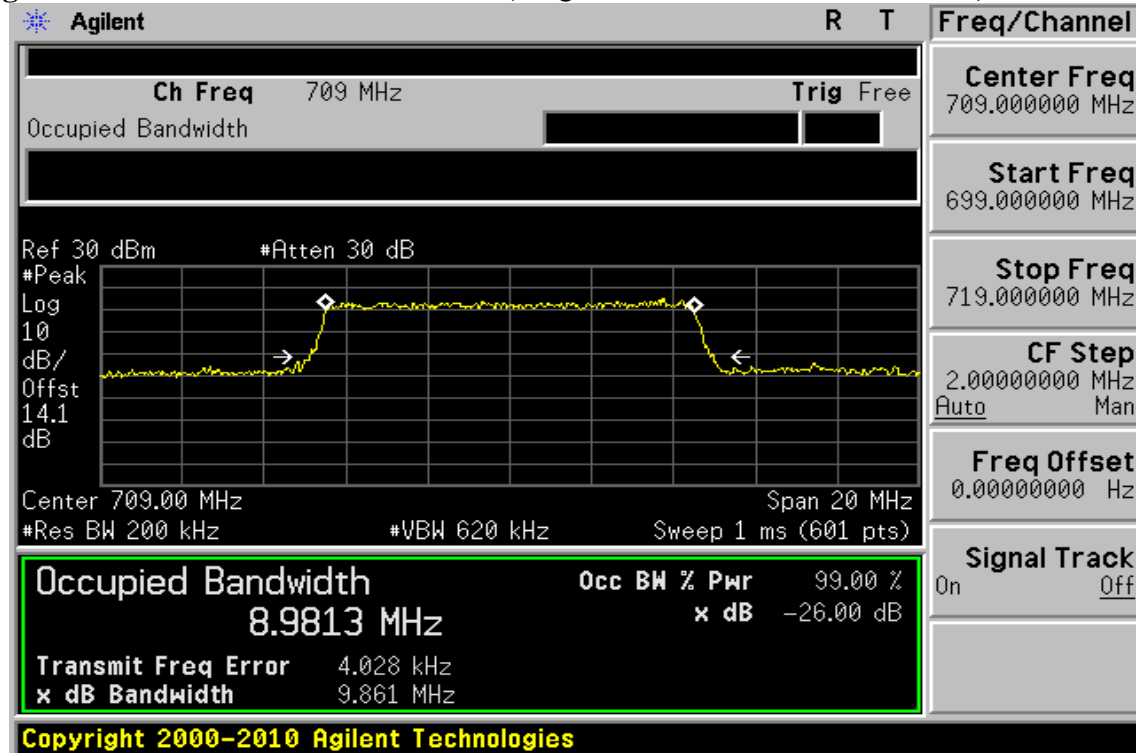 Agilent R T
Freq/Channel
Ch Freq 709 MHz Trig Free
Occupied Bandwidth
Center Freq
709.000000 MHz
Start Freq
699.000000 MHz
Stop Freq
719.000000 MHz
CF Step
2.00000000 MHz
Auto Man
Freq Offset
0.00000000 Hz
Signal Track
On Off
Ref 30 dBm #Atten 30 dB
#Peak
Log
10
dB/
Offst
14.1
dB
Center 709.00 MHz Span 20 MHz
#Res BW 200 kHz #VBW 620 kHz Sweep 1 ms (601 pts)
Occupied Bandwidth Occ BW % Pwr 99.00 %
8.9813 MHz x dB -26.00 dB
Transmit Freq Error 4.028 kHz
x dB Bandwidth 9.861 MHz
Copyright 2000-2010 Agilent Technologies